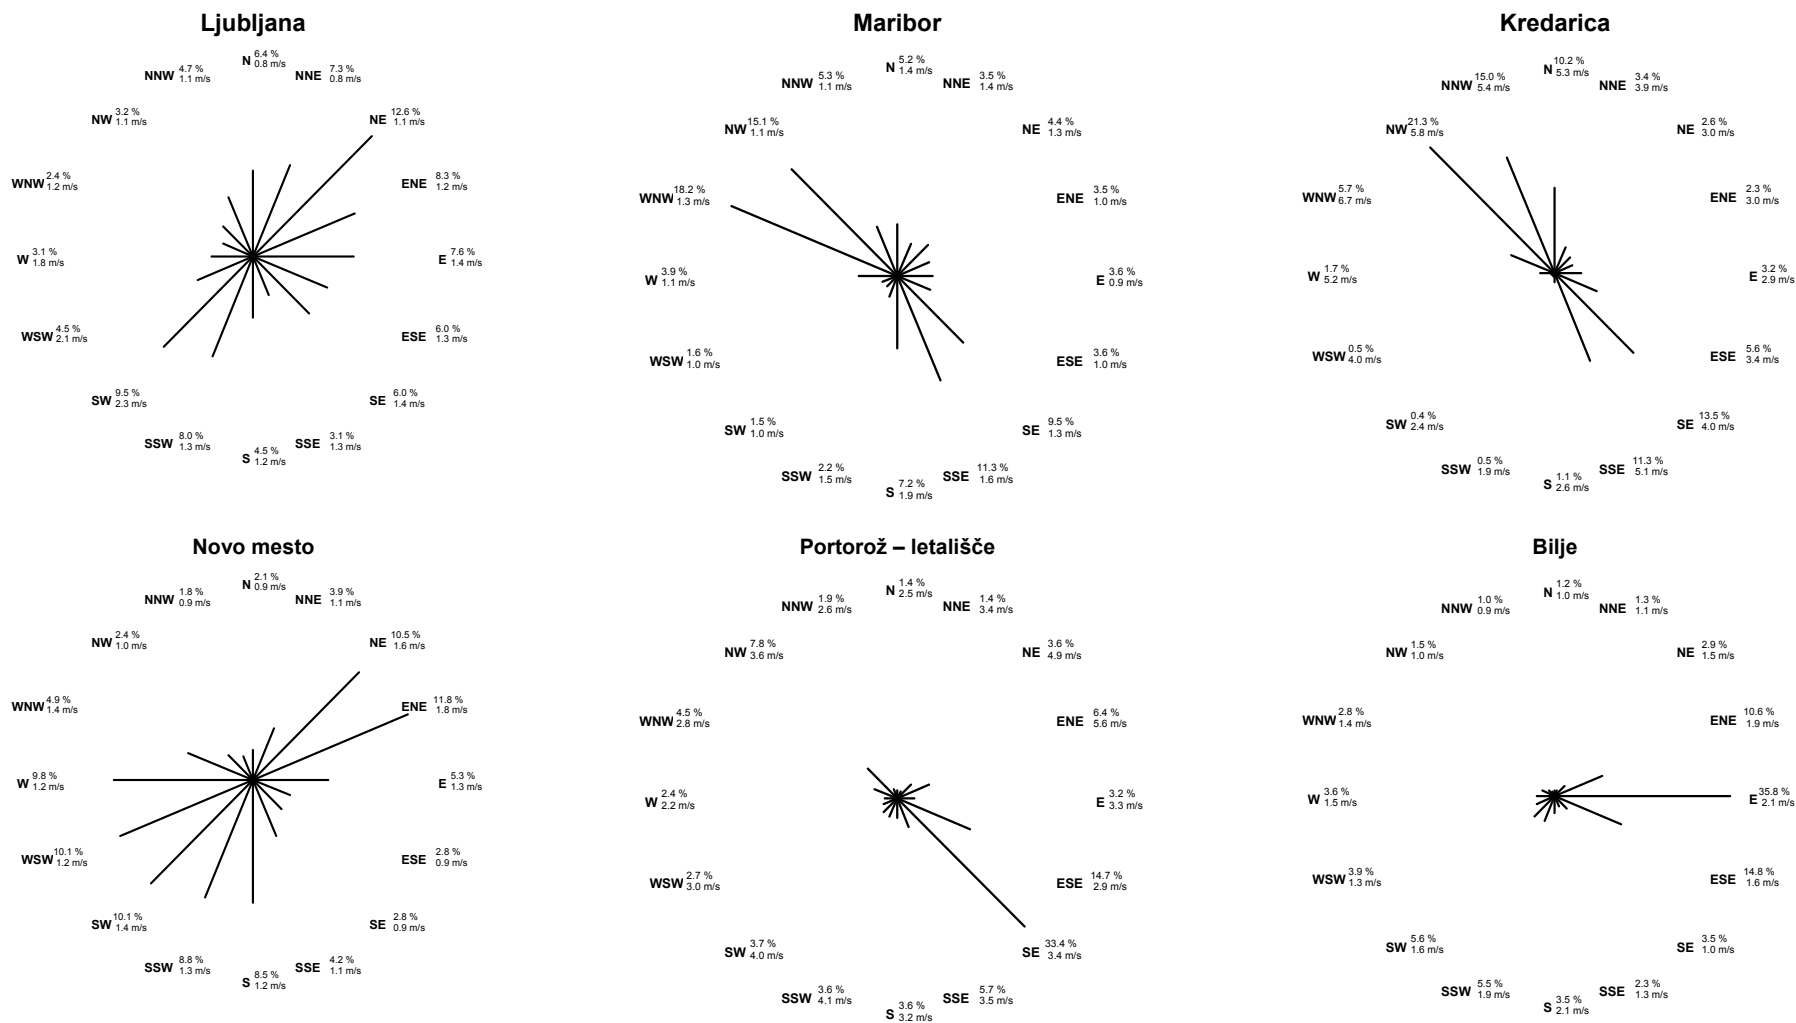 Ljubljana
N 6.4 %
0.8 m/s
NNE 7.3 %
0.8 m/s
NE 12.6 %
1.1 m/s
ENE 8.3 %
1.2 m/s
E 7.6 %
1.4 m/s
ESE 6.0 %
1.3 m/s
SE 6.0 %
1.4 m/s
SSE 3.1 %
1.3 m/s
S 4.5 %
1.2 m/s
SSW 8.0 %
1.3 m/s
SW 9.5 %
2.3 m/s
WSW 4.5 %
2.1 m/s
W 3.1 %
1.8 m/s
WNW 2.4 %
1.2 m/s
NW 3.2 %
1.1 m/s
NNW 4.7 %
1.1 m/s
Maribor
N 5.2 %
1.4 m/s
NNE 3.5 %
1.4 m/s
NE 4.4 %
1.3 m/s
ENE 3.5 %
1.0 m/s
E 3.6 %
0.9 m/s
ESE 3.6 %
1.0 m/s
SE 9.5 %
1.3 m/s
SSE 11.3 %
1.6 m/s
S 7.2 %
1.9 m/s
SSW 2.2 %
1.5 m/s
SW 1.5 %
1.0 m/s
WSW 1.6 %
1.0 m/s
W 3.9 %
1.1 m/s
WNW 18.2 %
1.3 m/s
NW 15.1 %
1.1 m/s
NNW 5.3 %
1.1 m/s
Kredarica
N 10.2 %
5.3 m/s
NNE 3.4 %
3.9 m/s
NE 2.6 %
3.0 m/s
ENE 2.3 %
3.0 m/s
E 3.2 %
2.9 m/s
ESE 5.6 %
3.4 m/s
SE 13.5 %
4.0 m/s
SSE 11.3 %
5.1 m/s
S 1.1 %
2.6 m/s
SSW 0.5 %
1.9 m/s
SW 0.4 %
2.4 m/s
WSW 0.5 %
4.0 m/s
W 1.7 %
5.2 m/s
WNW 5.7 %
6.7 m/s
NW 21.3 %
5.8 m/s
NNW 15.0 %
5.4 m/s
Novo mesto
N 2.1 %
0.9 m/s
NNE 3.9 %
1.1 m/s
NE 10.5 %
1.6 m/s
ENE 11.8 %
1.8 m/s
E 5.3 %
1.3 m/s
ESE 2.8 %
0.9 m/s
SE 2.8 %
0.9 m/s
SSE 4.2 %
1.1 m/s
S 8.5 %
1.2 m/s
SSW 8.8 %
1.3 m/s
SW 10.1 %
1.4 m/s
WSW 10.1 %
1.2 m/s
W 9.8 %
1.2 m/s
WNW 4.9 %
1.4 m/s
NW 2.4 %
1.0 m/s
NNW 1.8 %
0.9 m/s
Portorož – letališče
N 1.4 %
2.5 m/s
NNE 1.4 %
3.4 m/s
NE 3.6 %
4.9 m/s
ENE 6.4 %
5.6 m/s
E 3.2 %
3.3 m/s
ESE 14.7 %
2.9 m/s
SE 33.4 %
3.4 m/s
SSE 5.7 %
3.5 m/s
S 3.6 %
3.2 m/s
SSW 3.6 %
4.1 m/s
SW 3.7 %
4.0 m/s
WSW 2.7 %
3.0 m/s
W 2.4 %
2.2 m/s
WNW 4.5 %
2.8 m/s
NW 7.8 %
3.6 m/s
NNW 1.9 %
2.6 m/s
Bilje
N 1.2 %
1.0 m/s
NNE 1.3 %
1.1 m/s
NE 2.9 %
1.5 m/s
ENE 10.6 %
1.9 m/s
E 35.8 %
2.1 m/s
ESE 14.8 %
1.6 m/s
SE 3.5 %
1.0 m/s
SSE 2.3 %
1.3 m/s
S 3.5 %
2.1 m/s
SSW 5.5 %
1.9 m/s
SW 5.6 %
1.6 m/s
WSW 3.9 %
1.3 m/s
W 3.6 %
1.5 m/s
WNW 2.8 %
1.4 m/s
NW 1.5 %
1.0 m/s
NNW 1.0 %
0.9 m/s